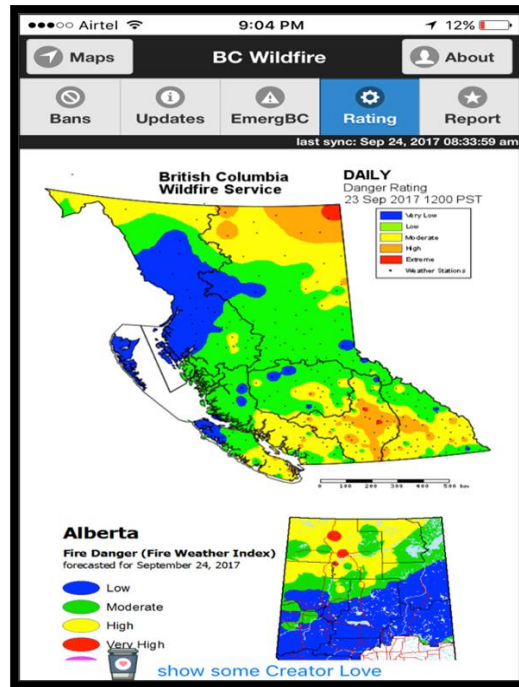 Airtel 9:04 PM 12%
Maps BC Wildfire About
Bans Updates EmergBC Rating Report
last sync: Sep 24, 2017 08:33:59 am
British Columbia
Wildfire Service
DAILY
Danger Rating
23 Sep 2017 1200 PST
Very Low
Low
Moderate
High
Extreme
Weather Stations
0 100 200 300 400 500 km
Alberta
Fire Danger (Fire Weather Index)
forecasted for September 24, 2017
Low
Moderate
High
Very High
show some Creator Love